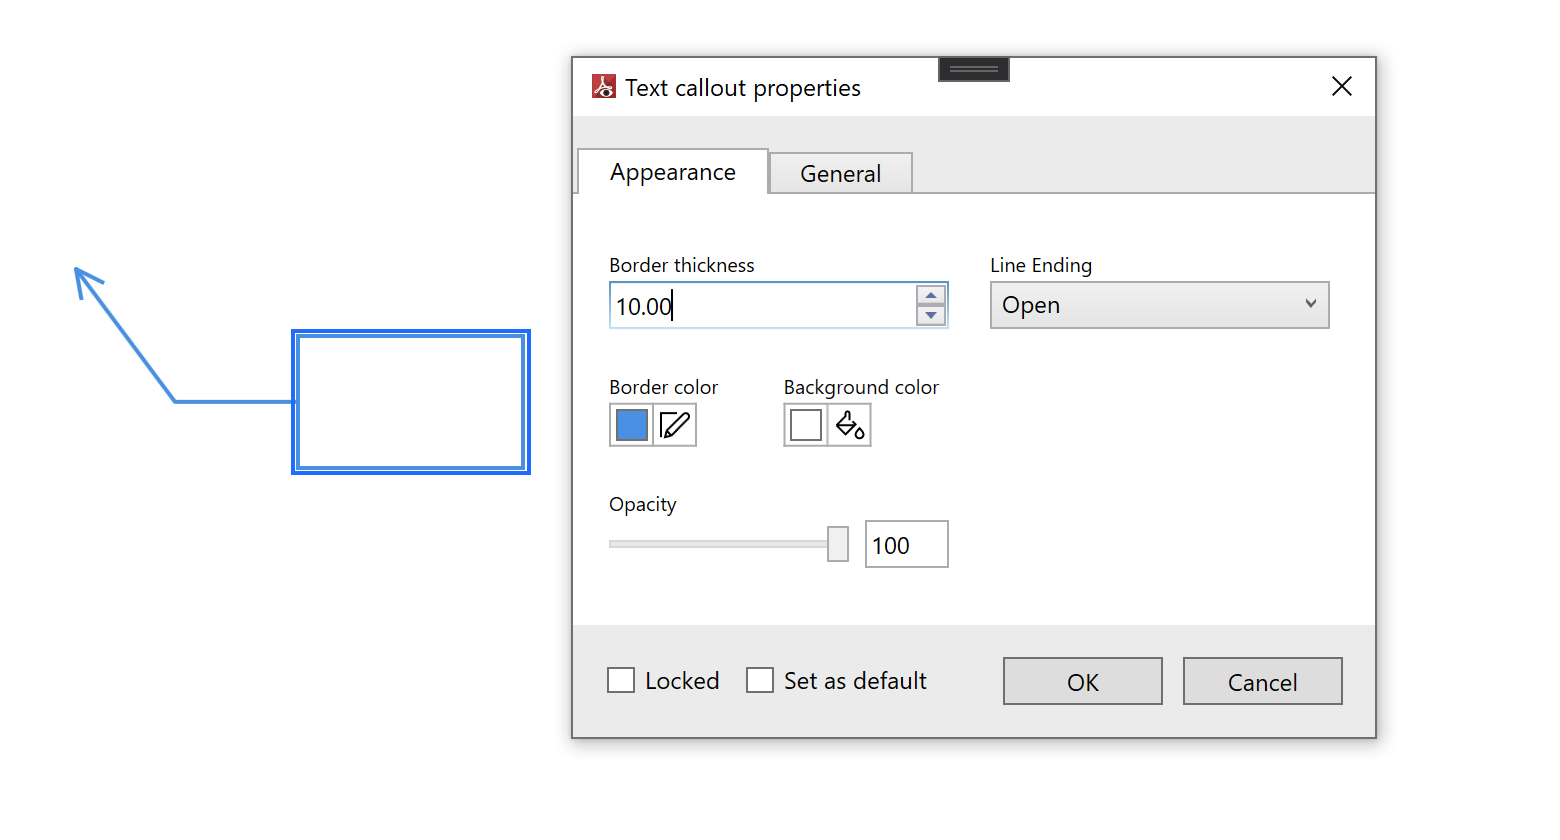 Text callout properties
Appearance
General
Border thickness
Line Ending
10.00
Open
Border color
Background color
Opacity
100
Locked
Set as default
OK
Cancel